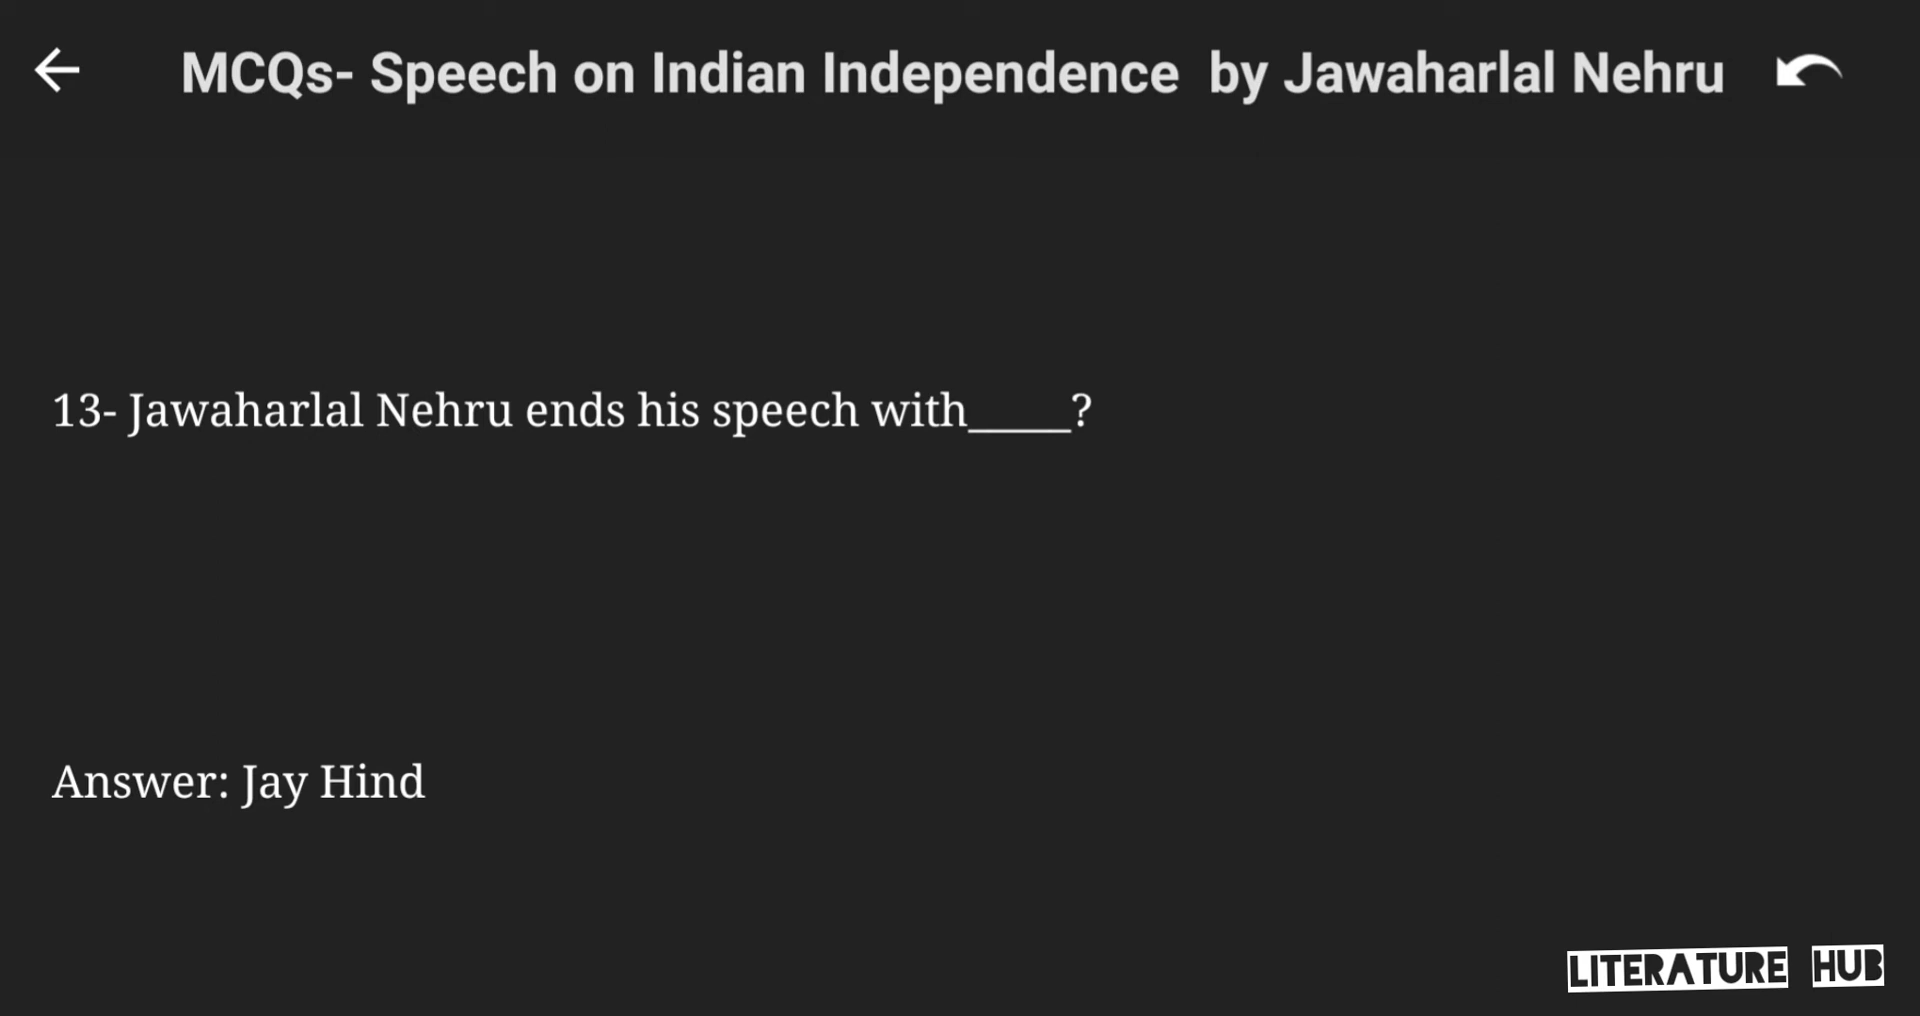 MCQs- Speech on Indian Independence by Jawaharlal Nehru
13- Jawaharlal Nehru ends his speech with_____?
Answer: Jay Hind
LITERATURE HUB